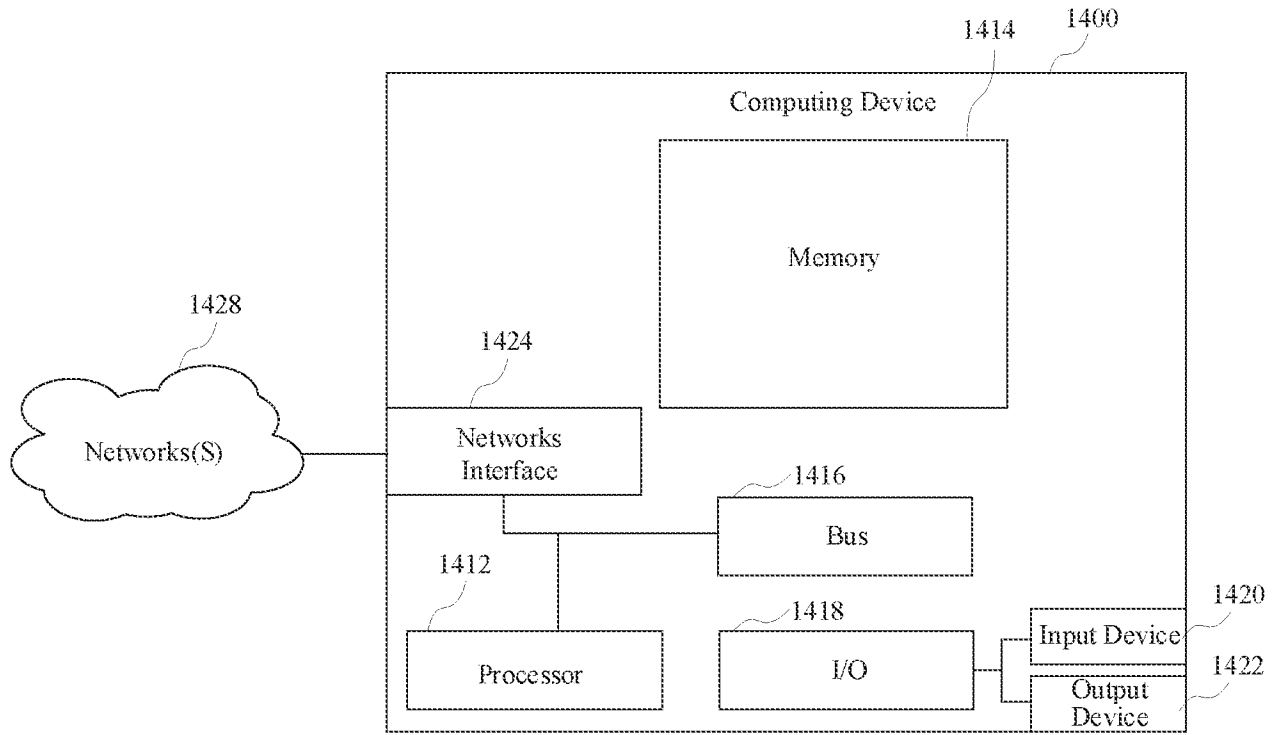 1400
1414
Computing Device
Memory
1428
1424
Networks(S)
Networks
Interface
1416
Bus
1412
1418
1420
Input Device
Processor
I/O
1422
Output
Device